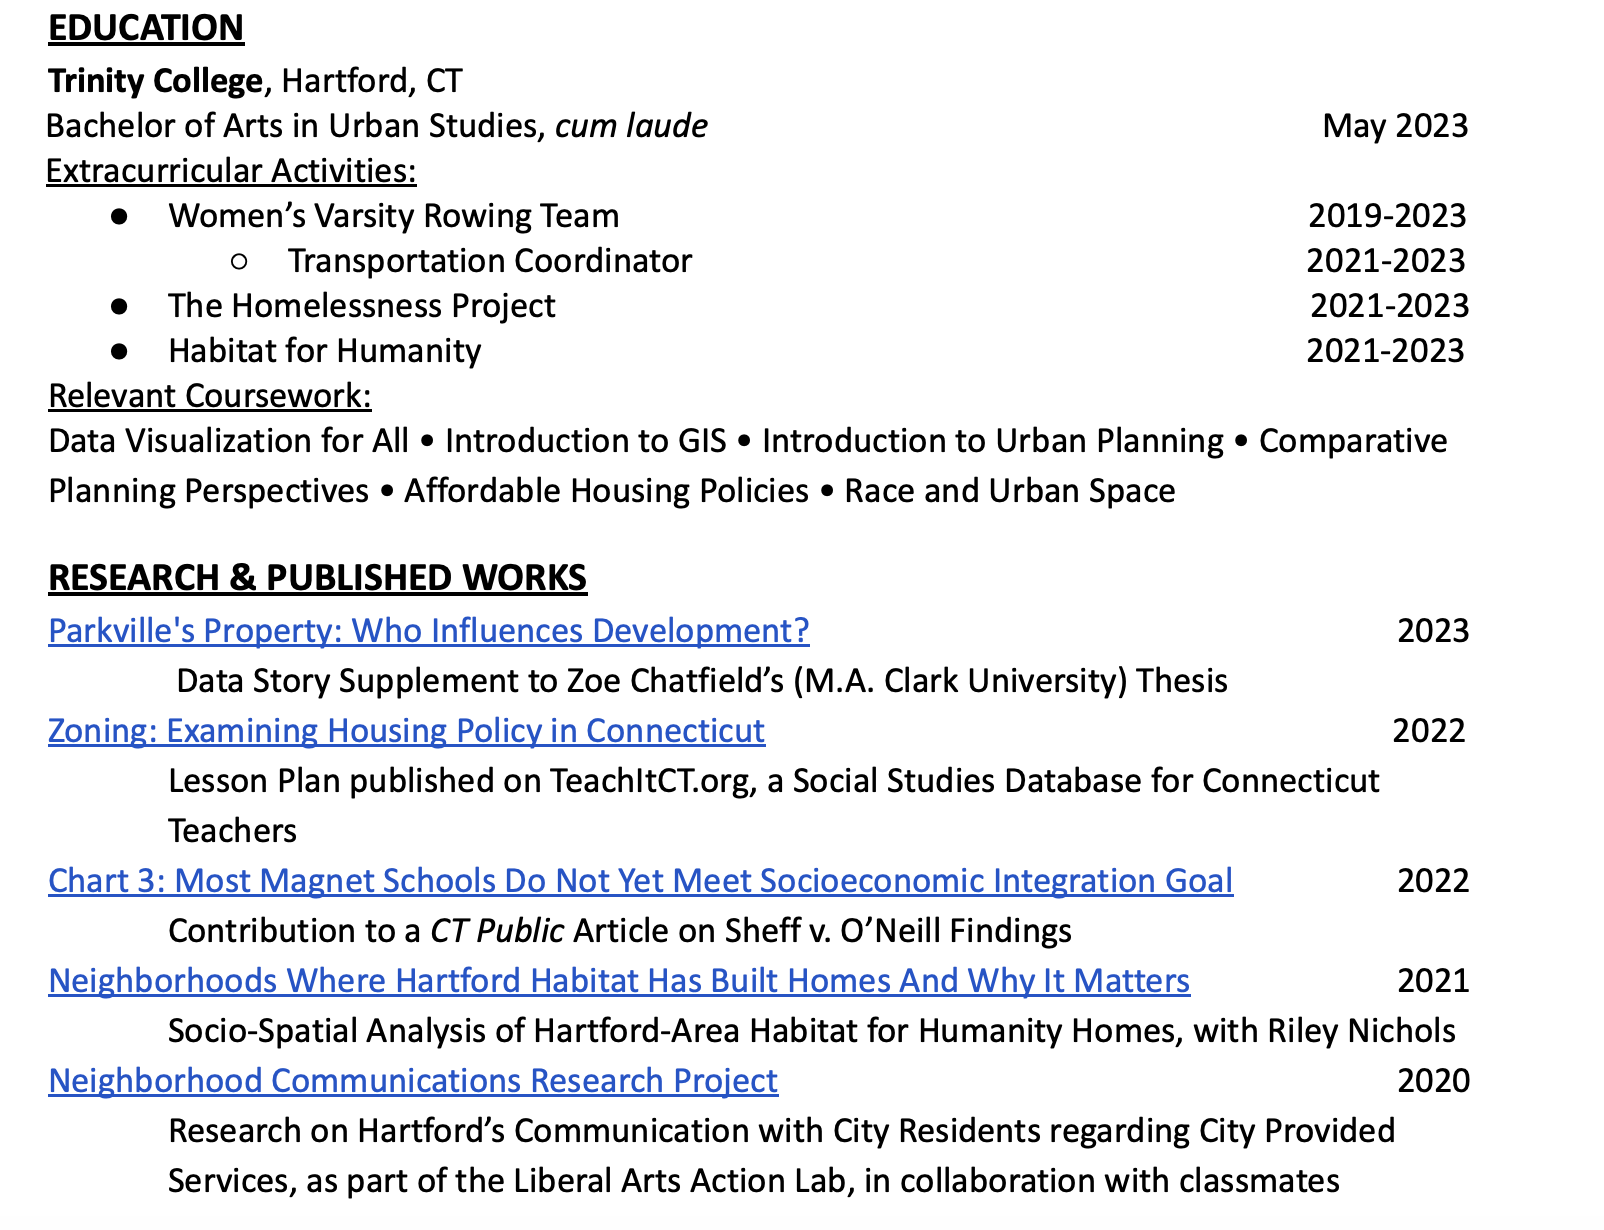 EDUCATION
Trinity College, Hartford, CT
Bachelor of Arts in Urban Studies, cum laude May 2023
Extracurricular Activities:
● Women’s Varsity Rowing Team 2019-2023
○ Transportation Coordinator 2021-2023
● The Homelessness Project 2021-2023
● Habitat for Humanity 2021-2023
Relevant Coursework:
Data Visualization for All • Introduction to GIS • Introduction to Urban Planning • Comparative
Planning Perspectives • Affordable Housing Policies • Race and Urban Space
RESEARCH & PUBLISHED WORKS
Parkville's Property: Who Influences Development? 2023
Data Story Supplement to Zoe Chatfield’s (M.A. Clark University) Thesis
Zoning: Examining Housing Policy in Connecticut 2022
Lesson Plan published on TeachItCT.org, a Social Studies Database for Connecticut
Teachers
Chart 3: Most Magnet Schools Do Not Yet Meet Socioeconomic Integration Goal 2022
Contribution to a CT Public Article on Sheff v. O’Neill Findings
Neighborhoods Where Hartford Habitat Has Built Homes And Why It Matters 2021
Socio-Spatial Analysis of Hartford-Area Habitat for Humanity Homes, with Riley Nichols
Neighborhood Communications Research Project 2020
Research on Hartford’s Communication with City Residents regarding City Provided
Services, as part of the Liberal Arts Action Lab, in collaboration with classmates